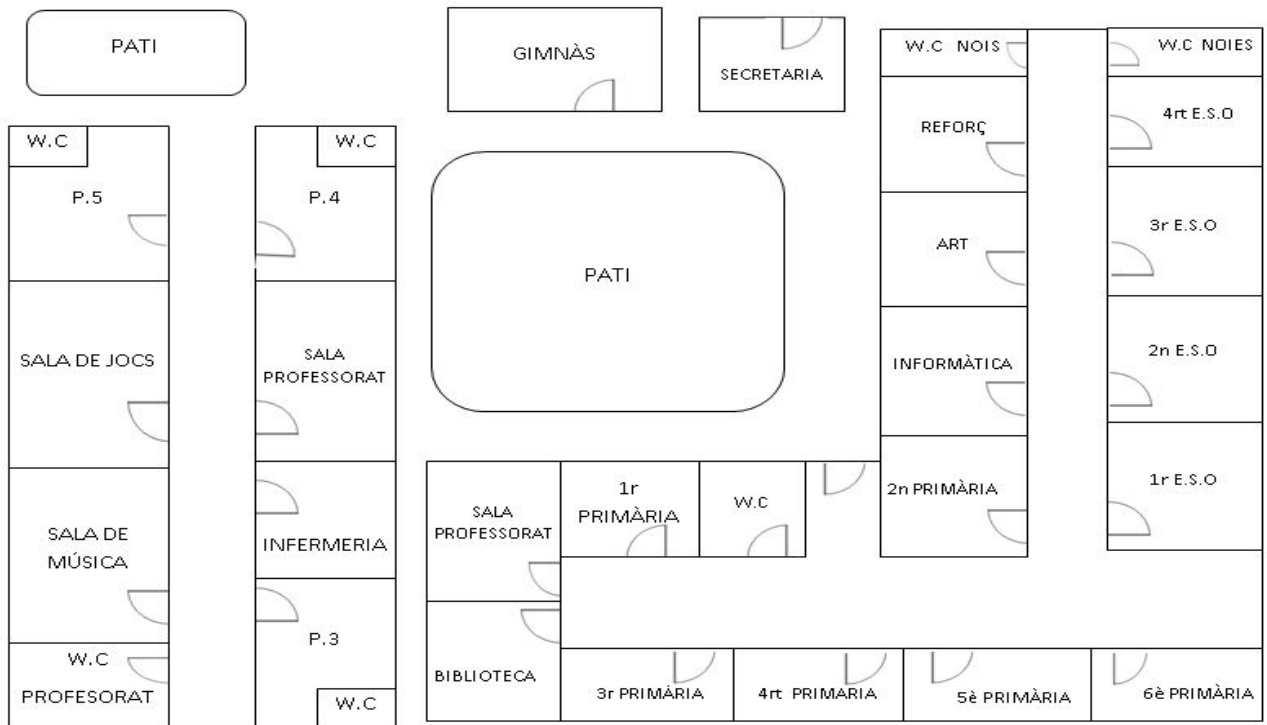 PATI
GIMNÀS
SECRETARIA
W.C NOIS
W.C NOIES
W.C
P.5
W.C
P.4
REFORÇ
4rt E.S.O
PATI
ART
3r E.S.O
SALA DE JOCS
SALA
PROFESSORAT
INFORMÀTICA
2n E.S.O
SALA DE
MÚSICA
INFERMERIA
SALA
PROFESSORAT
1r
PRIMÀRIA
W.C
2n PRIMÀRIA
1r E.S.O
W.C
PROFESORAT
P.3
W.C
BIBLIOTECA
3r PRIMÀRIA
4rt PRIMÀRIA
5è PRIMÀRIA
6è PRIMÀRIA